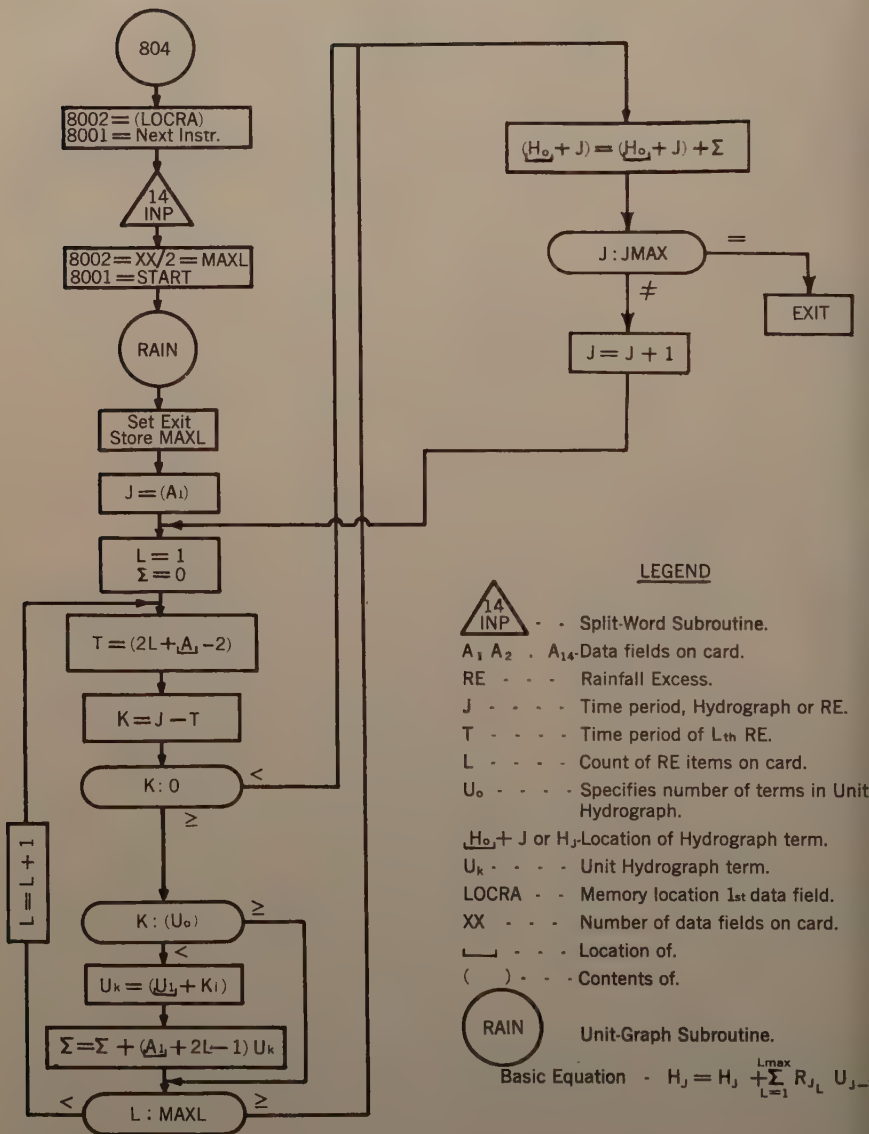 804
8002 = (LOCRA)
8001 = Next Instr.
14
INP
8002 = XX/2 = MAXL
8001 = START
RAIN
Set Exit
Store MAXL
J = (A1)
L = 1
Σ = 0
T = (2L + A1 - 2)
K = J - T
K : 0
<
≥
K : (U₀)
≥
<
Uₖ = (U₁ + K₁)
Σ = Σ + (A₁ + 2L - 1) Uₖ
L : MAXL
<
≥
L = L + 1
(H₀ + J) = (H₀ + J) + Σ
J : JMAX
=
≠
EXIT
J = J + 1
LEGEND
14
INP - - Split-Word Subroutine.
A₁ A₂ . A₁₄-Data fields on card.
RE - - - Rainfall Excess.
J - - - - Time period, Hydrograph or RE.
T - - - - Time period of Lth RE.
L - - - - Count of RE items on card.
U₀ - - - - Specifies number of terms in Unit
Hydrograph.
H₀ + J or HJ-Location of Hydrograph term.
Uₖ - - - - Unit Hydrograph term.
LOCRA - - Memory location 1st data field.
XX - - - Number of data fields on card.
- - - - Location of.
( ) - - - Contents of.
RAIN Unit-Graph Subroutine.
Basic Equation - HJ = HJ + Lmax Σ L=1 RJL UJ-